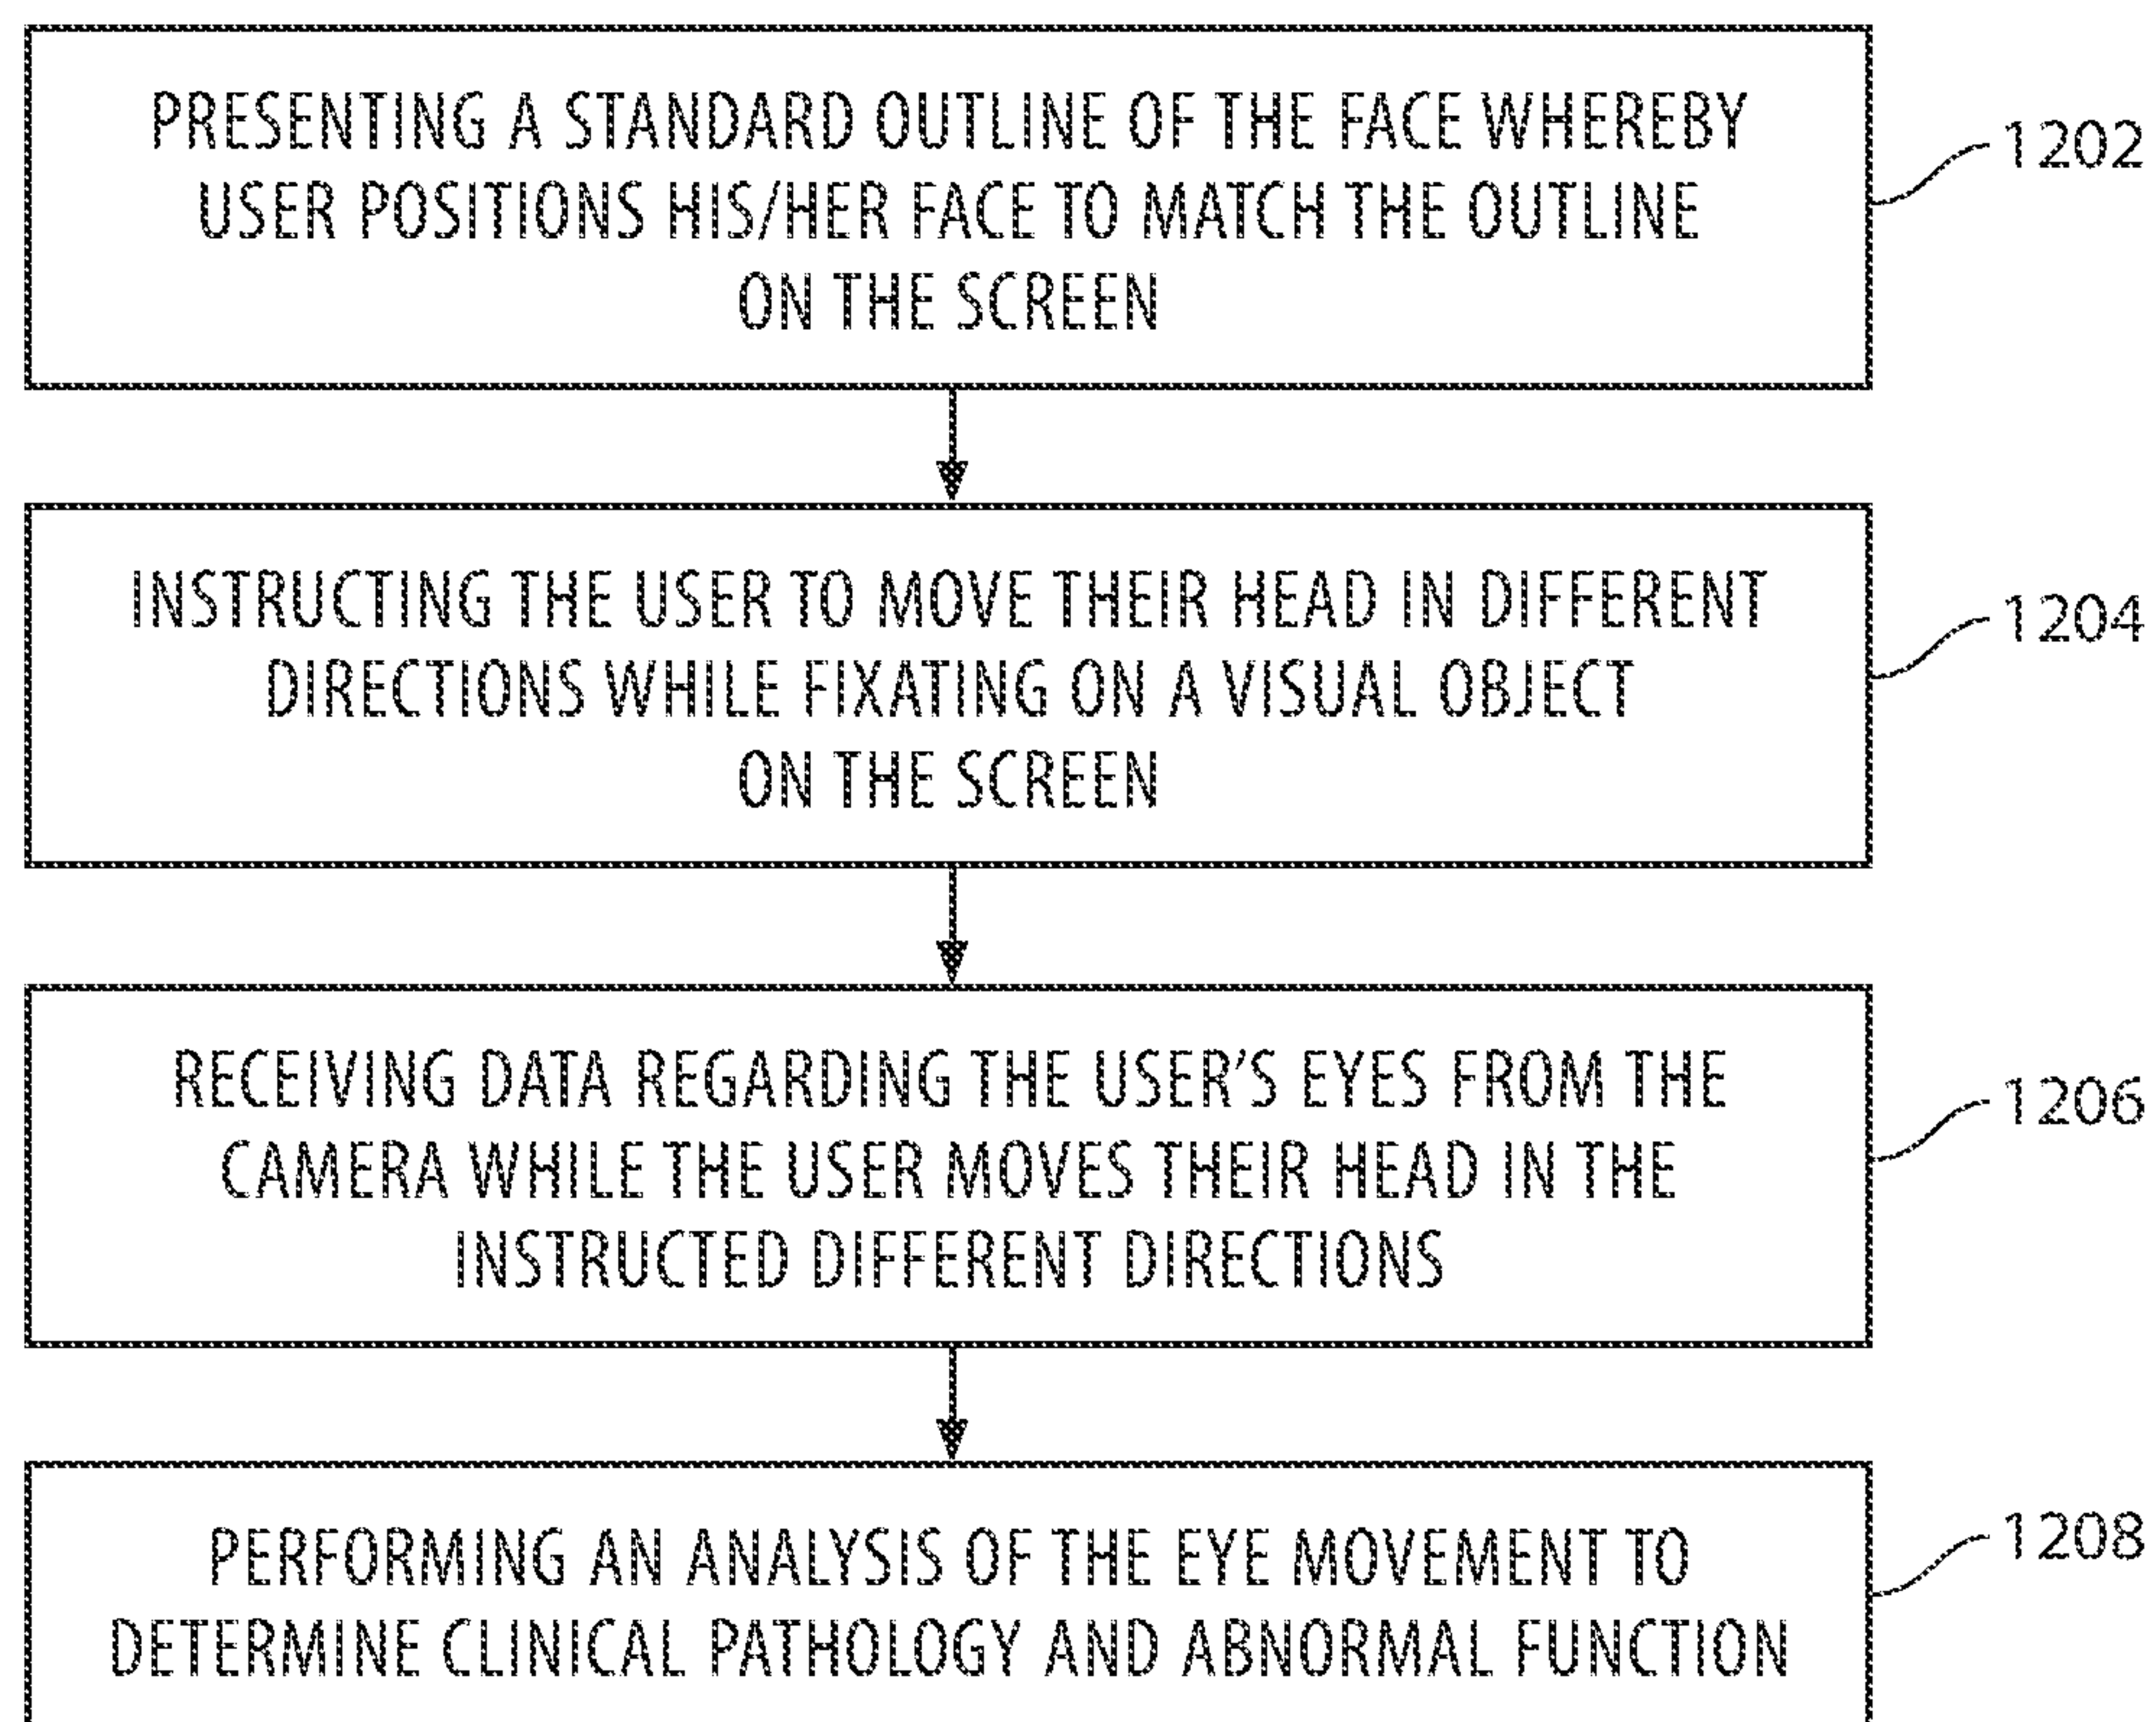 PRESENTING A STANDARD OUTLINE OF THE FACE WHEREBY
USER POSITIONS HIS/HER FACE TO MATCH THE OUTLINE
ON THE SCREEN
1202
INSTRUCTING THE USER TO MOVE THEIR HEAD IN DIFFERENT
DIRECTIONS WHILE FIXATING ON A VISUAL OBJECT
ON THE SCREEN
1204
RECEIVING DATA REGARDING THE USER’S EYES FROM THE
CAMERA WHILE THE USER MOVES THEIR HEAD IN THE
INSTRUCTED DIFFERENT DIRECTIONS
1206
PERFORMING AN ANALYSIS OF THE EYE MOVEMENT TO
DETERMINE CLINICAL PATHOLOGY AND ABNORMAL FUNCTION
1208